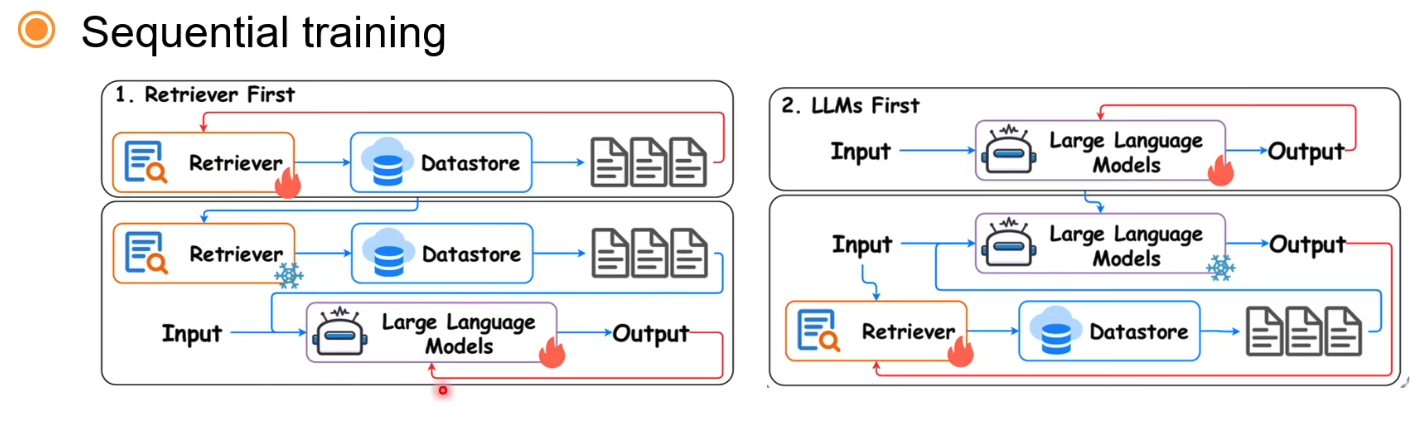 Sequential training
1. Retriever First
Retriever
Datastore
Retriever
Datastore
Input
Large Language
Models
Output
2. LLMs First
Input
Large Language
Models
Output
Input
Large Language
Models
Output
Retriever
Datastore